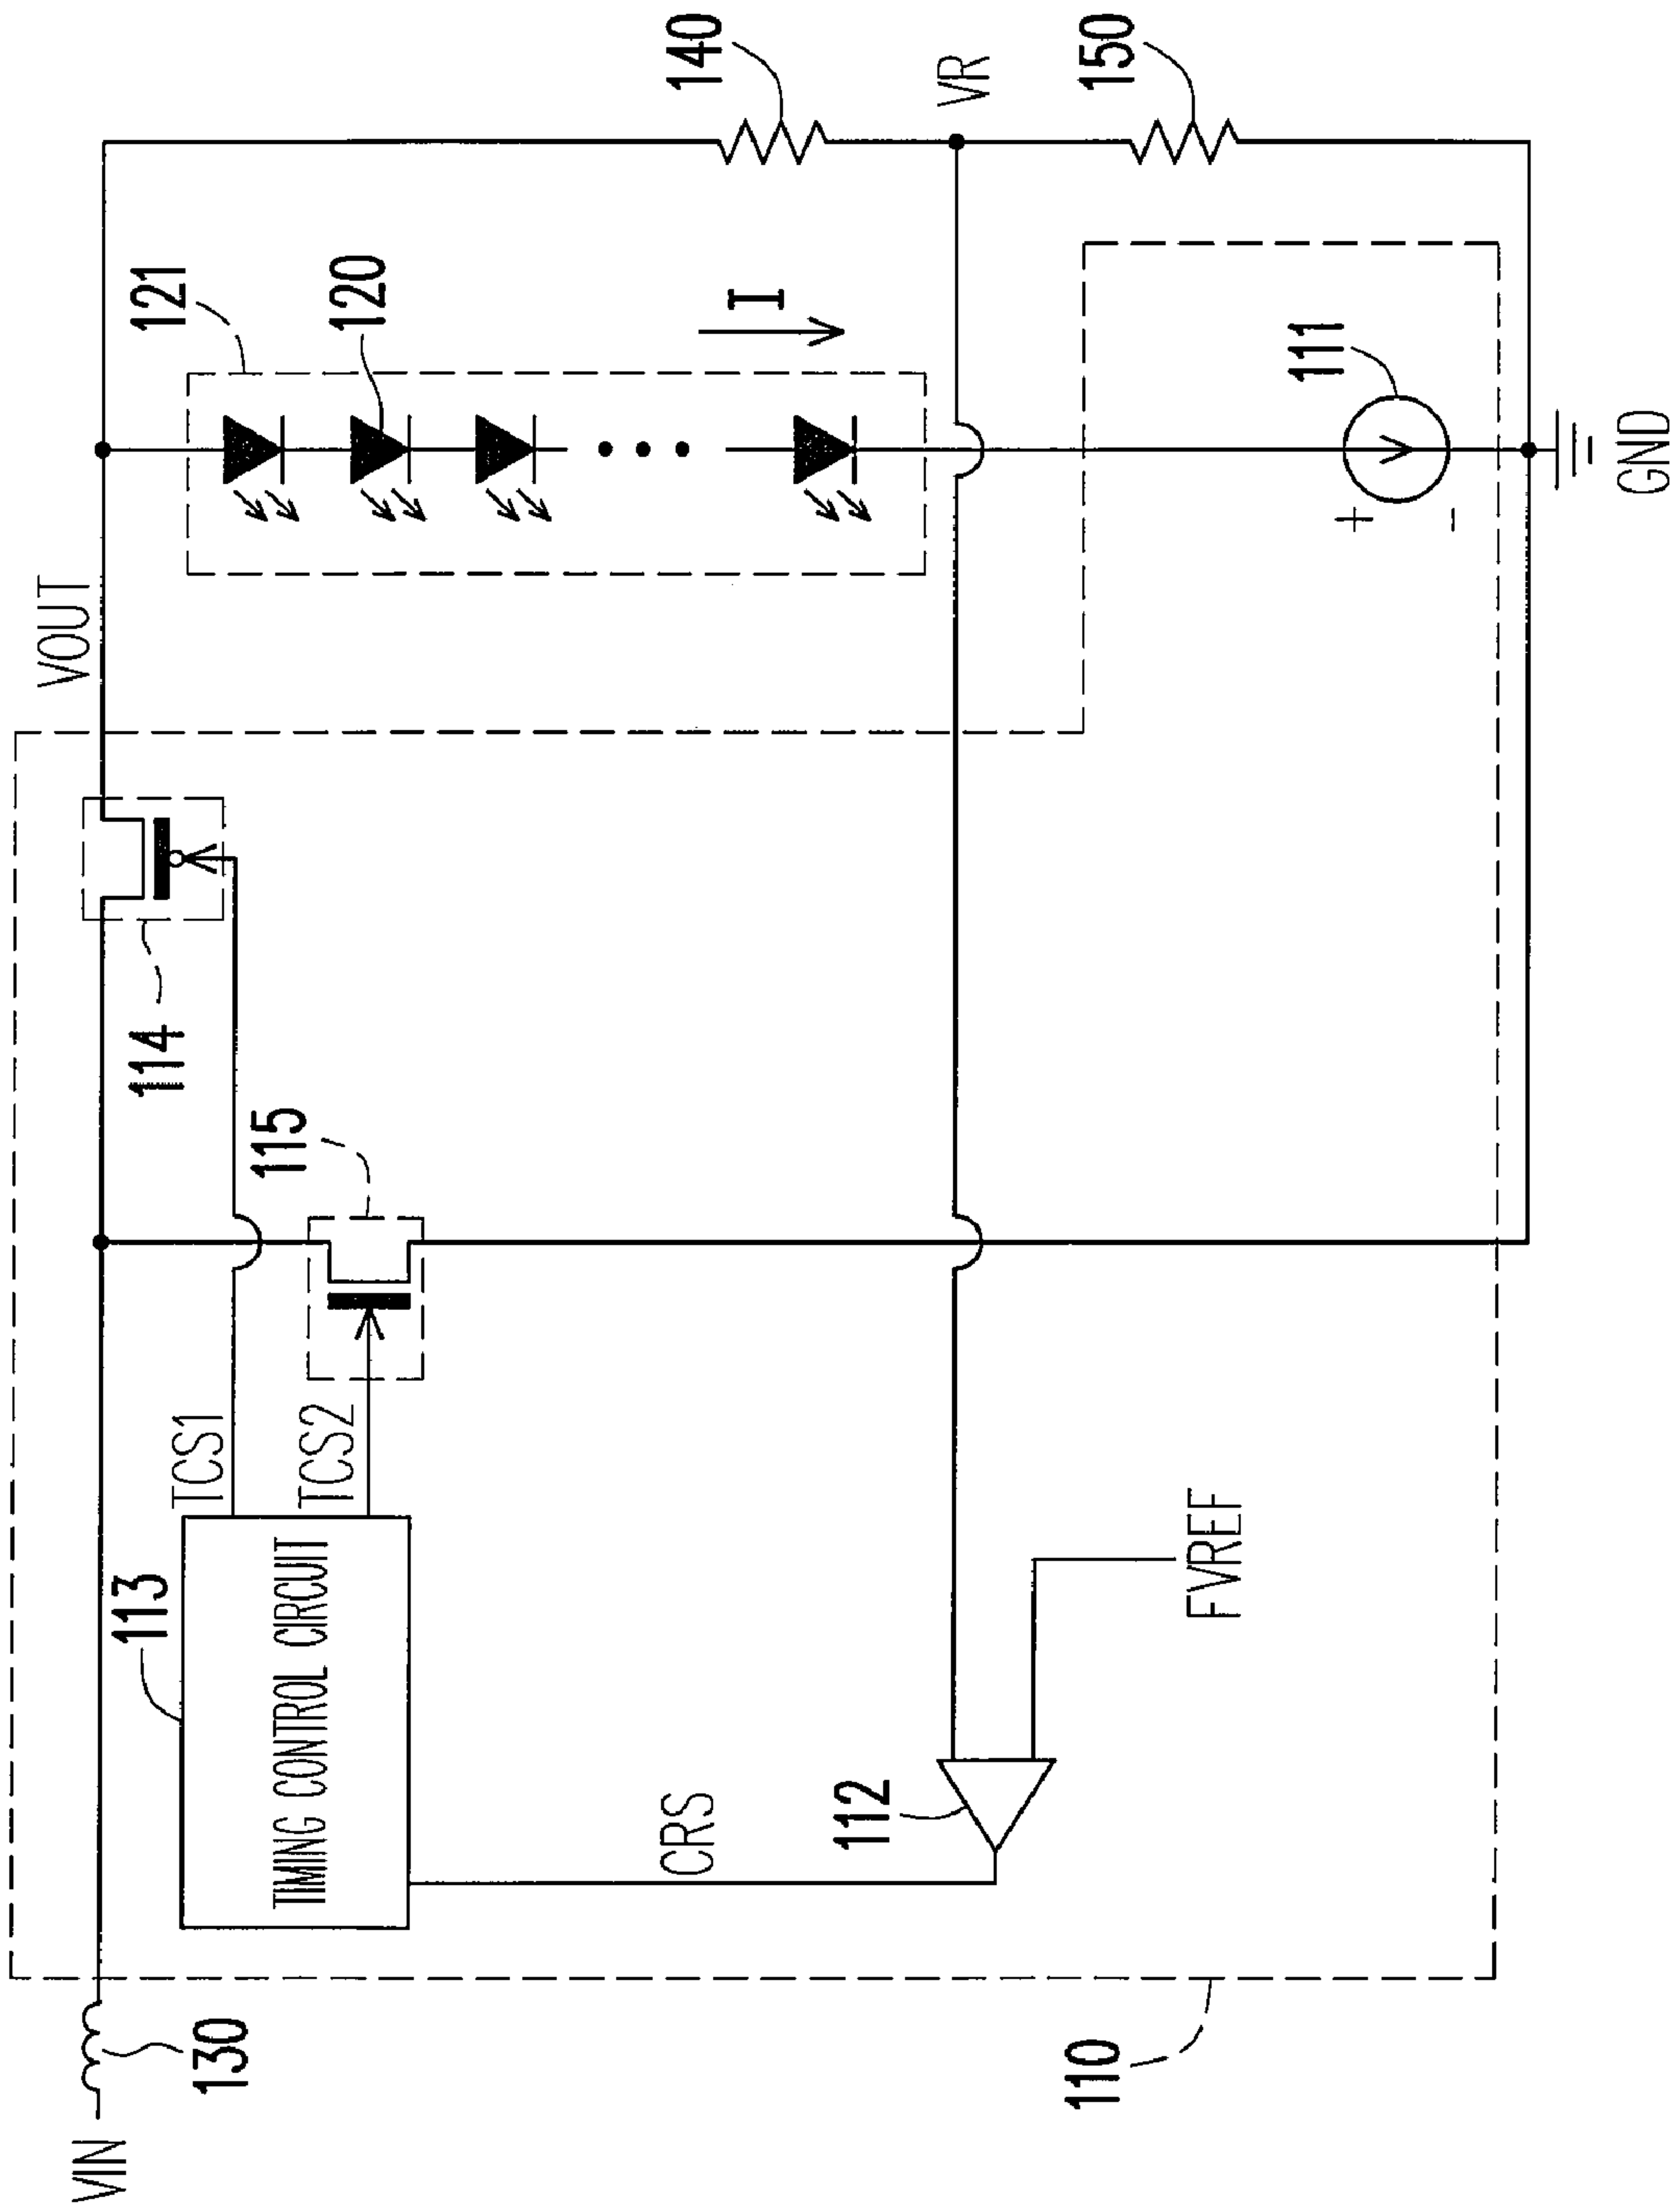 VIN
130
110
113
TIMING CONTROL CIRCUIT
TCS1
TCS2
CRS
112
FVREF
115
114
VOUT
121
120
I
111
+
-
GND
140
VR
150